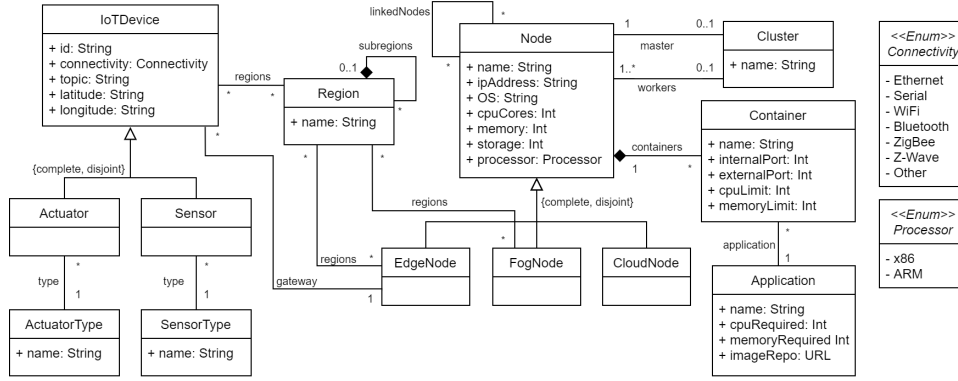 IoTDevice
+ id: String
+ connectivity: Connectivity
+ topic: String
+ latitude: String
+ longitude: String
{complete, disjoint}
Actuator
Sensor
*
*
type
type
1
1
ActuatorType
+ name: String
SensorType
+ name: String
regions
*
*
*
subregions
0..1
*
Region
+ name: String
*
*
regions
*
regions
*
gateway
1
linkedNodes
*
*
Node
+ name: String
+ ipAddress: String
+ OS: String
+ cpuCores: Int
+ memory: Int
+ storage: Int
+ processor: Processor
{complete, disjoint}
EdgeNode
FogNode
CloudNode
1
0..1
master
1..*
0..1
workers
Cluster
+ name: String
containers
1
*
Container
+ name: String
+ internalPort: Int
+ externalPort: Int
+ cpuLimit: Int
+ memoryLimit: Int
*
application
1
Application
+ name: String
+ cpuRequired: Int
+ memoryRequired Int
+ imageRepo: URL
<<Enum>>
Connectivity
- Ethernet
- Serial
- WiFi
- Bluetooth
- ZigBee
- Z-Wave
- Other
<<Enum>>
Processor
- x86
- ARM